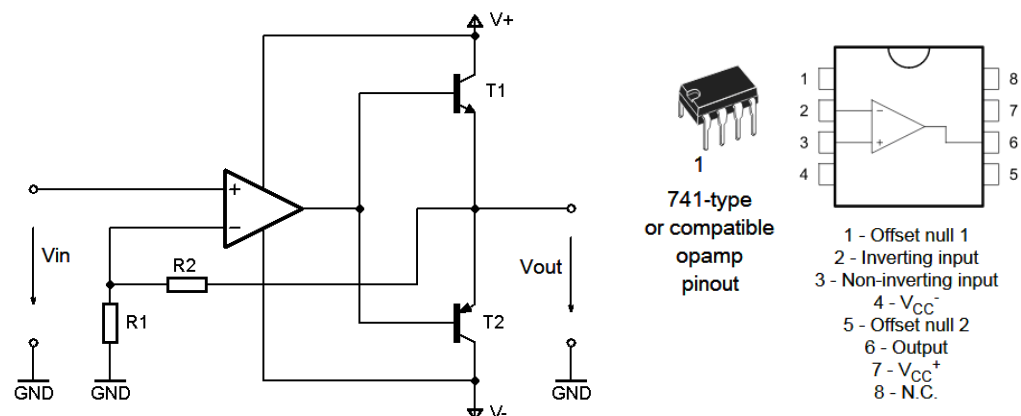 V+
T1
+
−
Vin
R2
R1
Vout
T2
GND
GND
GND
V-
1
741-type
or compatible
opamp
pinout
1
8
2
−
7
3
+
6
4
5
1 - Offset null 1
2 - Inverting input
3 - Non-inverting input
4 - VCC-
5 - Offset null 2
6 - Output
7 - VCC+
8 - N.C.